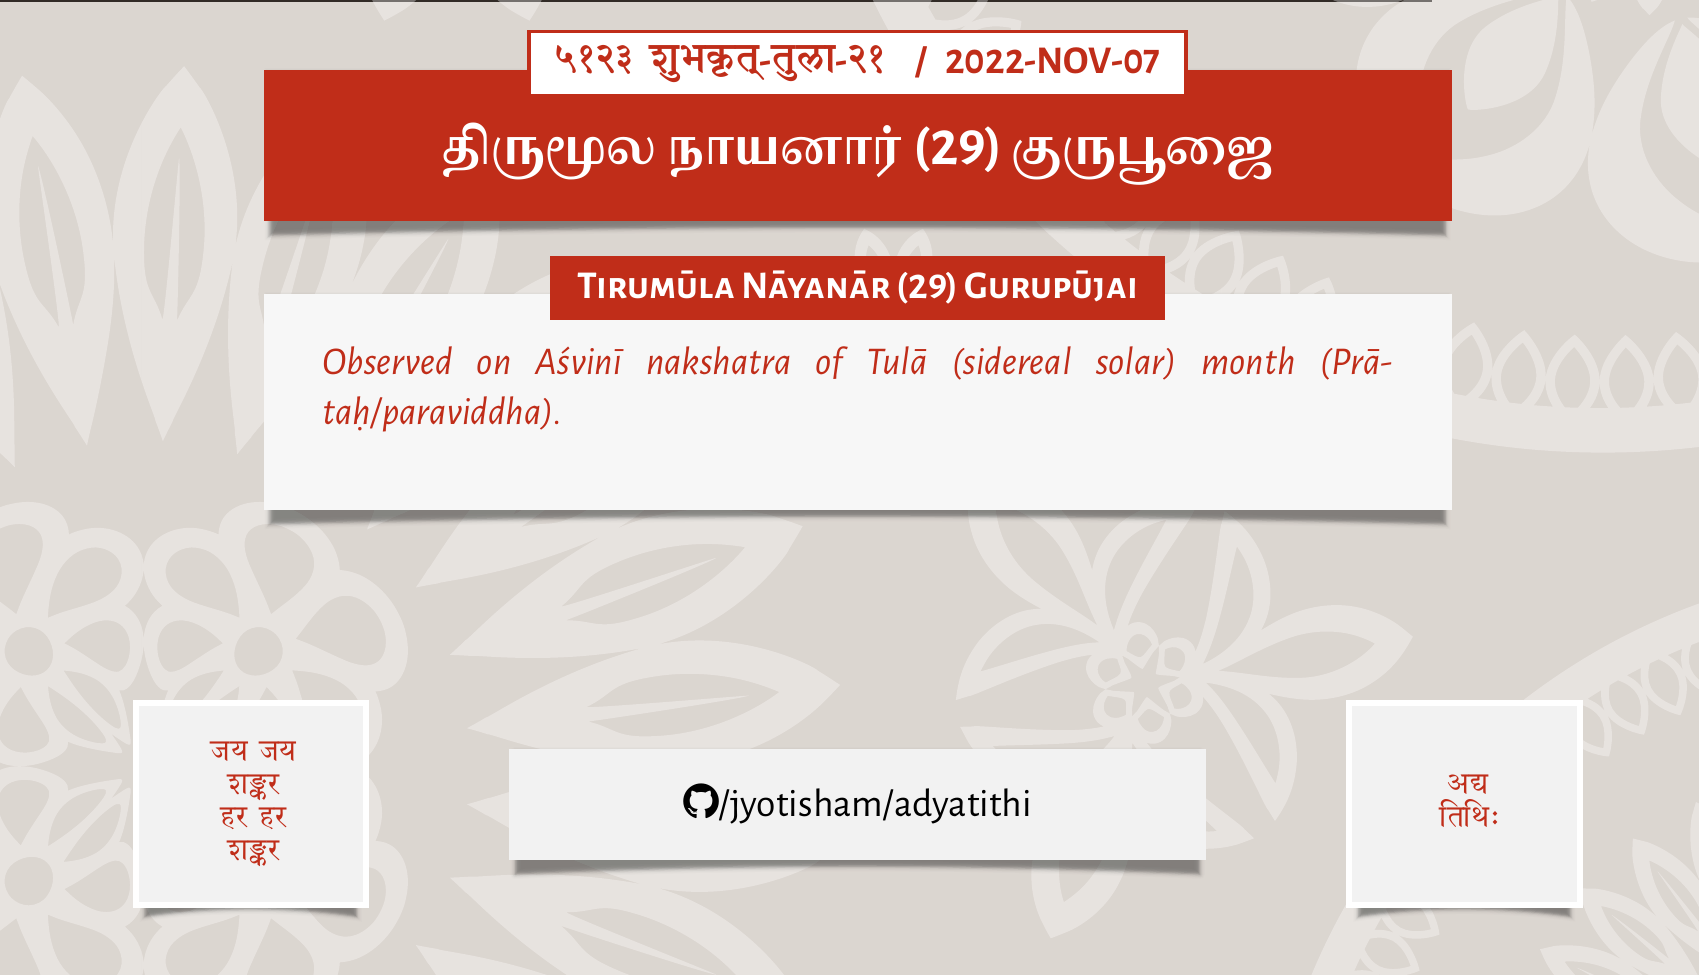 ५१२३ शुभकृत्-तुला-२१ / 2022-NOV-07
திருமூல நாயனார் (29) குருபூஜை
Tirumūla Nāyanār (29) Gurupūjai
Observed on Aśvinī nakshatra of Tulā (sidereal solar) month (Prā-
taḥ/paraviddha).
जय जय
शङ्कर
हर हर
शङ्कर
/jyotisham/adyatithi
अद्य
तिथिः